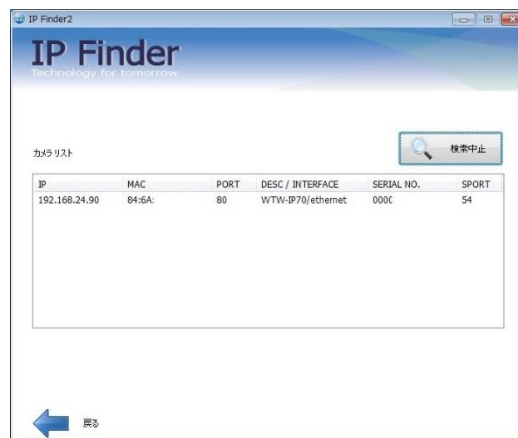 IP Finder2
IP Finder
Technology for tomorrow
カメラ リスト
検索中止
IP MAC PORT DESC / INTERFACE SERIAL NO. SPORT
192.168.24.90 84:6A: 80 WTW-IP70/ethernet 000C 54
戻る